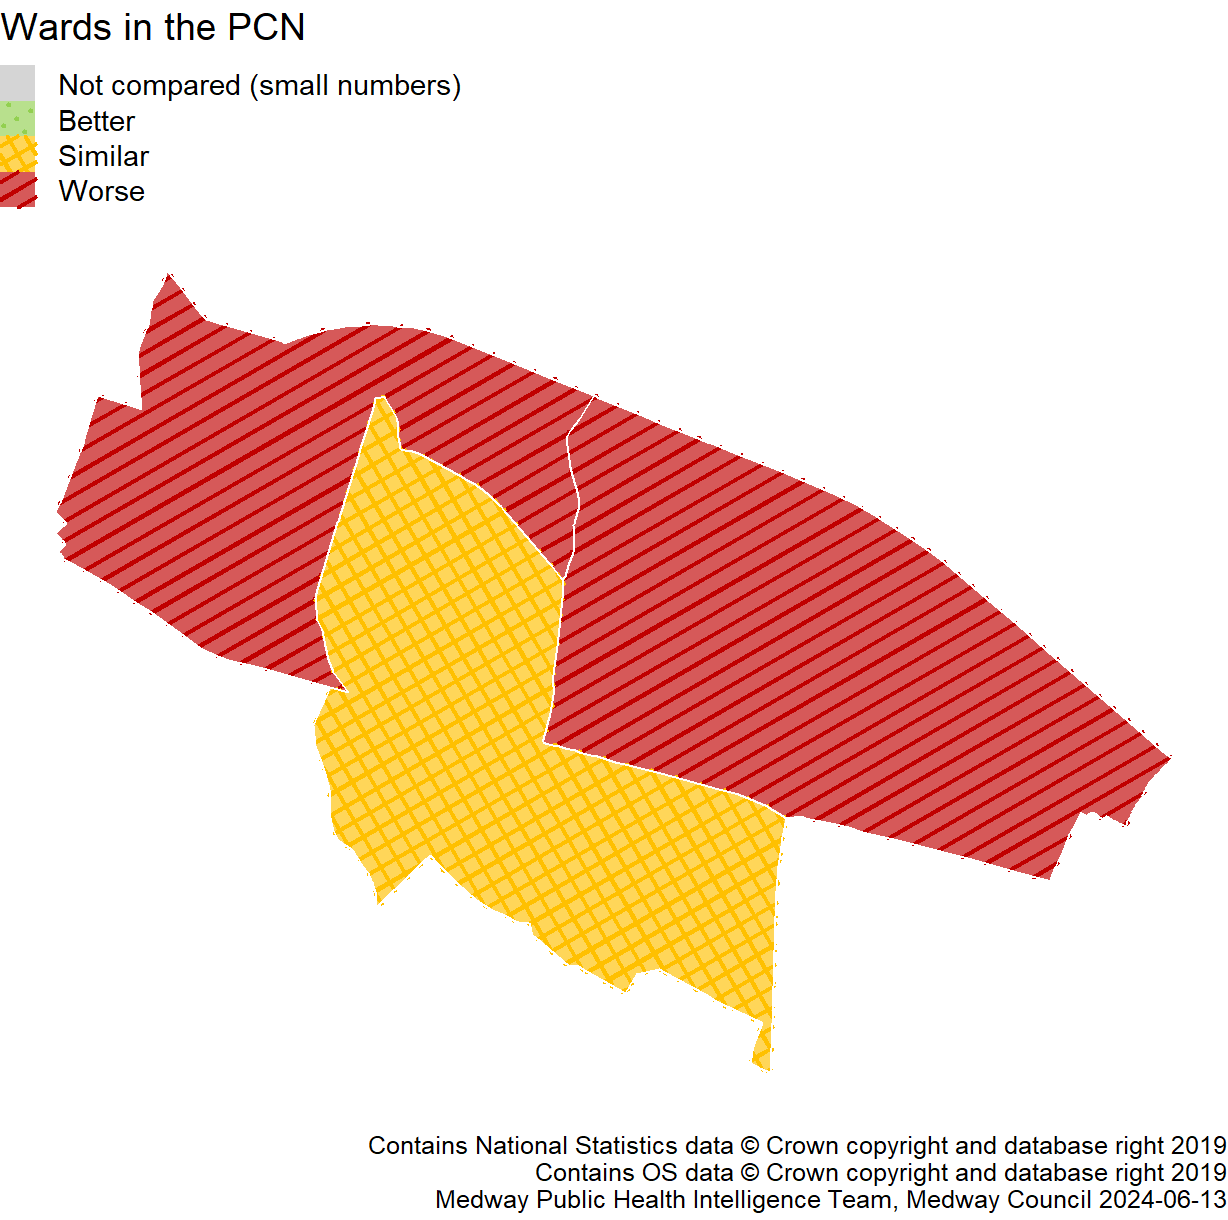 Wards in the PCN
Not compared (small numbers)
Better
Similar
Worse
Contains National Statistics data © Crown copyright and database right 2019
Contains OS data © Crown copyright and database right 2019
Medway Public Health Intelligence Team, Medway Council 2024-06-13